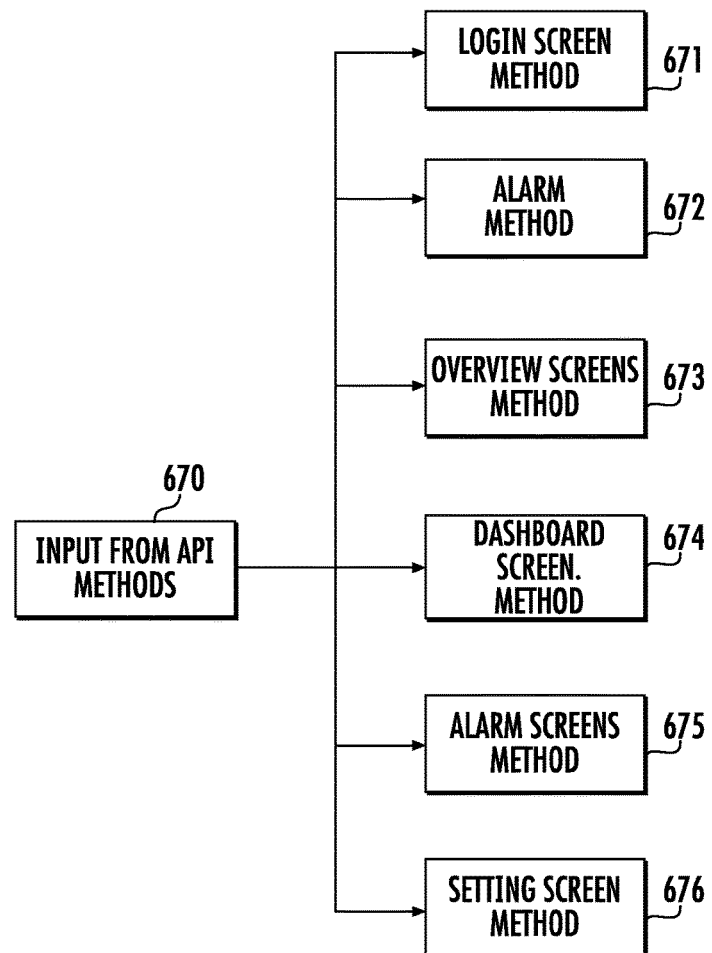 LOGIN SCREEN
METHOD
671
ALARM
METHOD
672
OVERVIEW SCREENS
METHOD
673
670
INPUT FROM API
METHODS
DASHBOARD
SCREEN.
METHOD
674
ALARM SCREENS
METHOD
675
SETTING SCREEN
METHOD
676